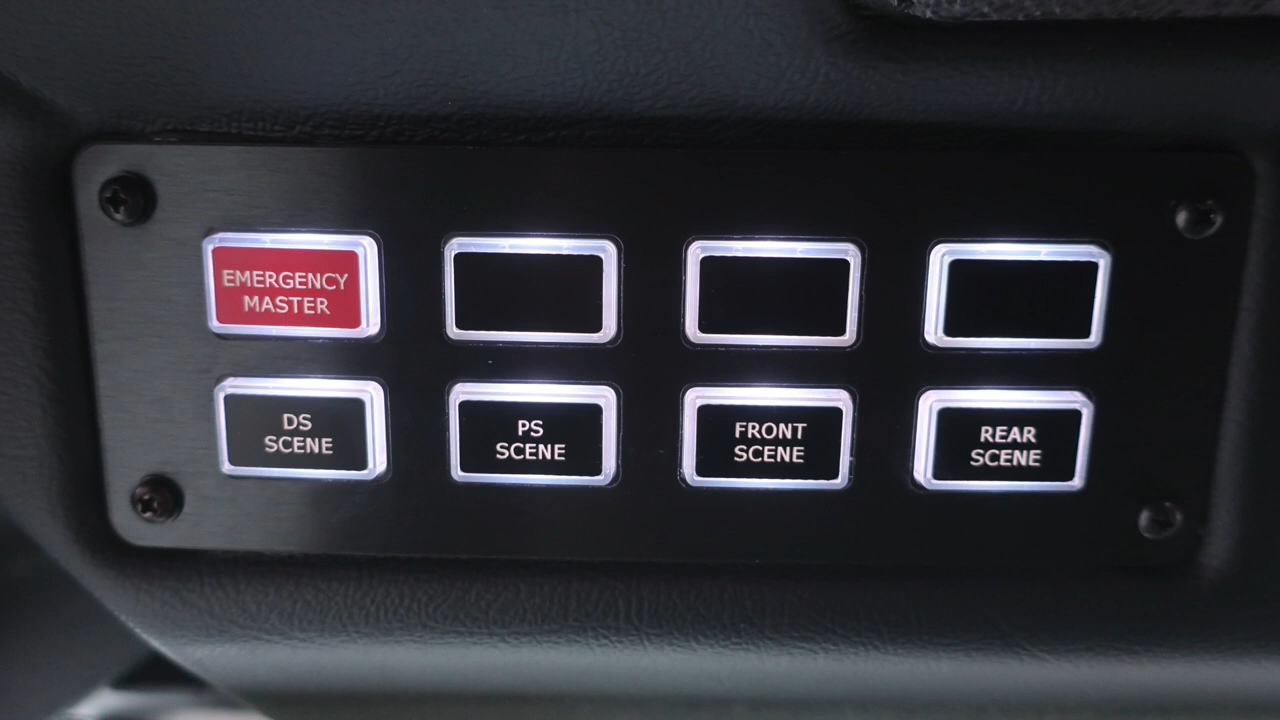 EMERGENCY
MASTER
DS
SCENE
PS
SCENE
FRONT
SCENE
REAR
SCENE